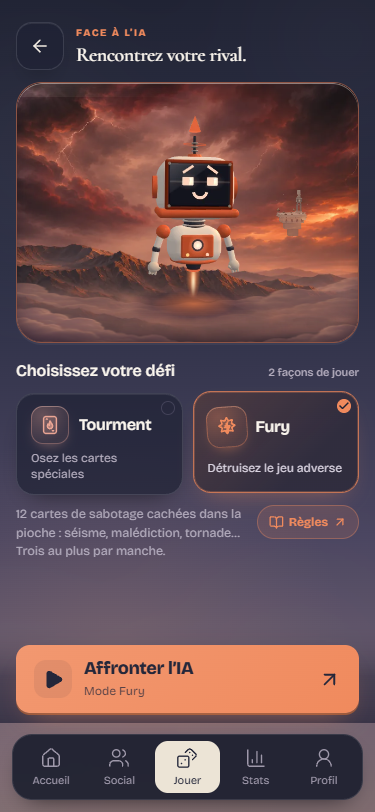 FACE À L'IA
Rencontrez votre rival.
Choisissez votre défi
2 façons de jouer
Tourment
Osez les cartes
spéciales
Fury
Détruisez le jeu adverse
12 cartes de sabotage cachées dans la
pioche : séisme, malédiction, tornade...
Trois au plus par manche.
Règles
Affronter l'IA
Mode Fury
Accueil
Social
Jouer
Stats
Profil